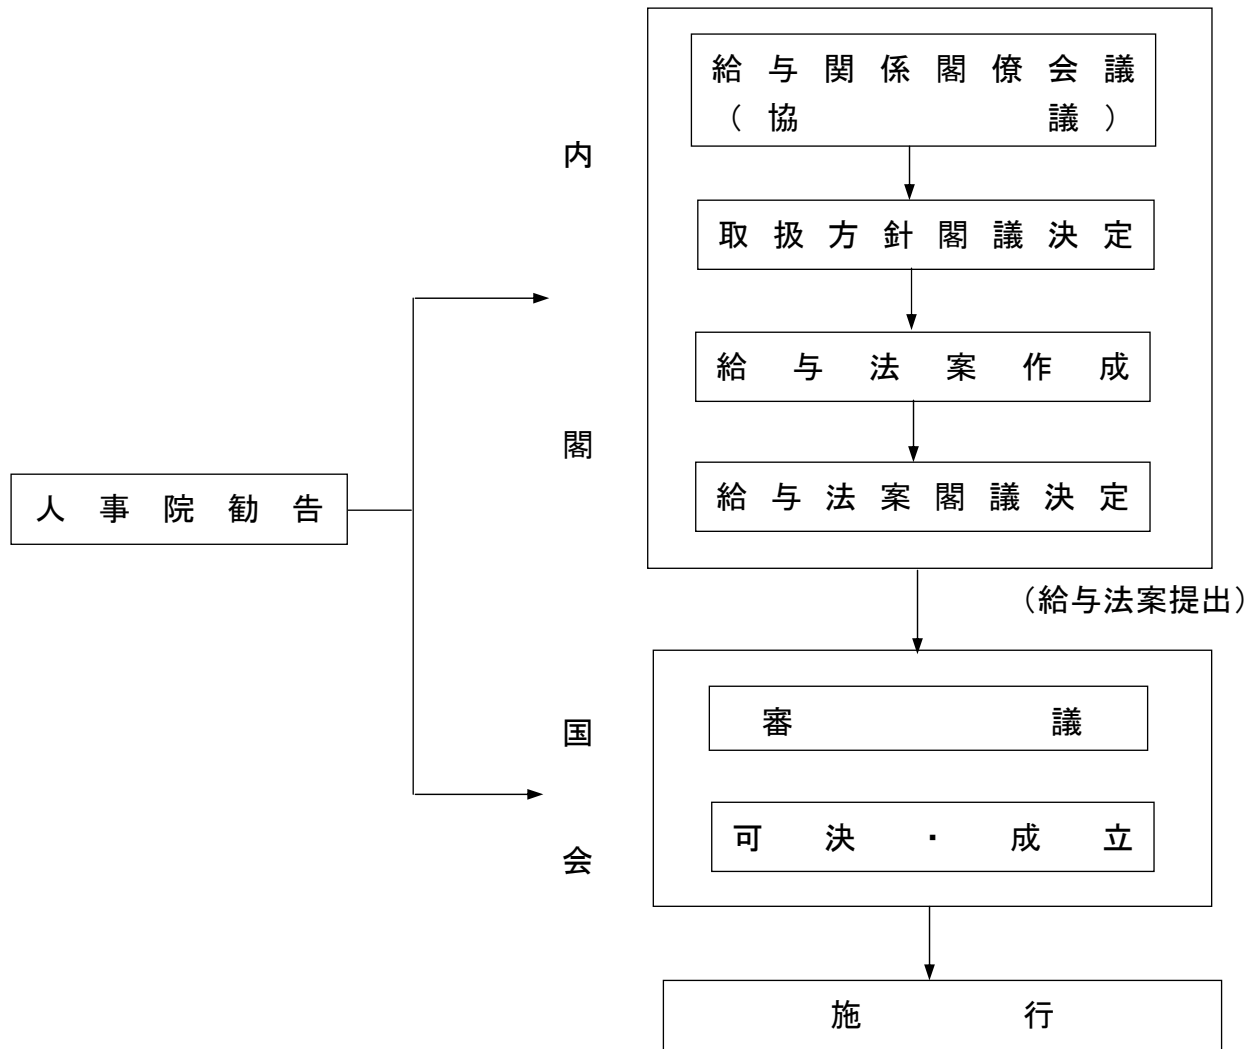 人事院勧告
内閣
給与関係閣僚会議
（協議）
取扱方針閣議決定
給与法案作成
給与法案閣議決定
（給与法案提出）
国会
審議
可決・成立
施行